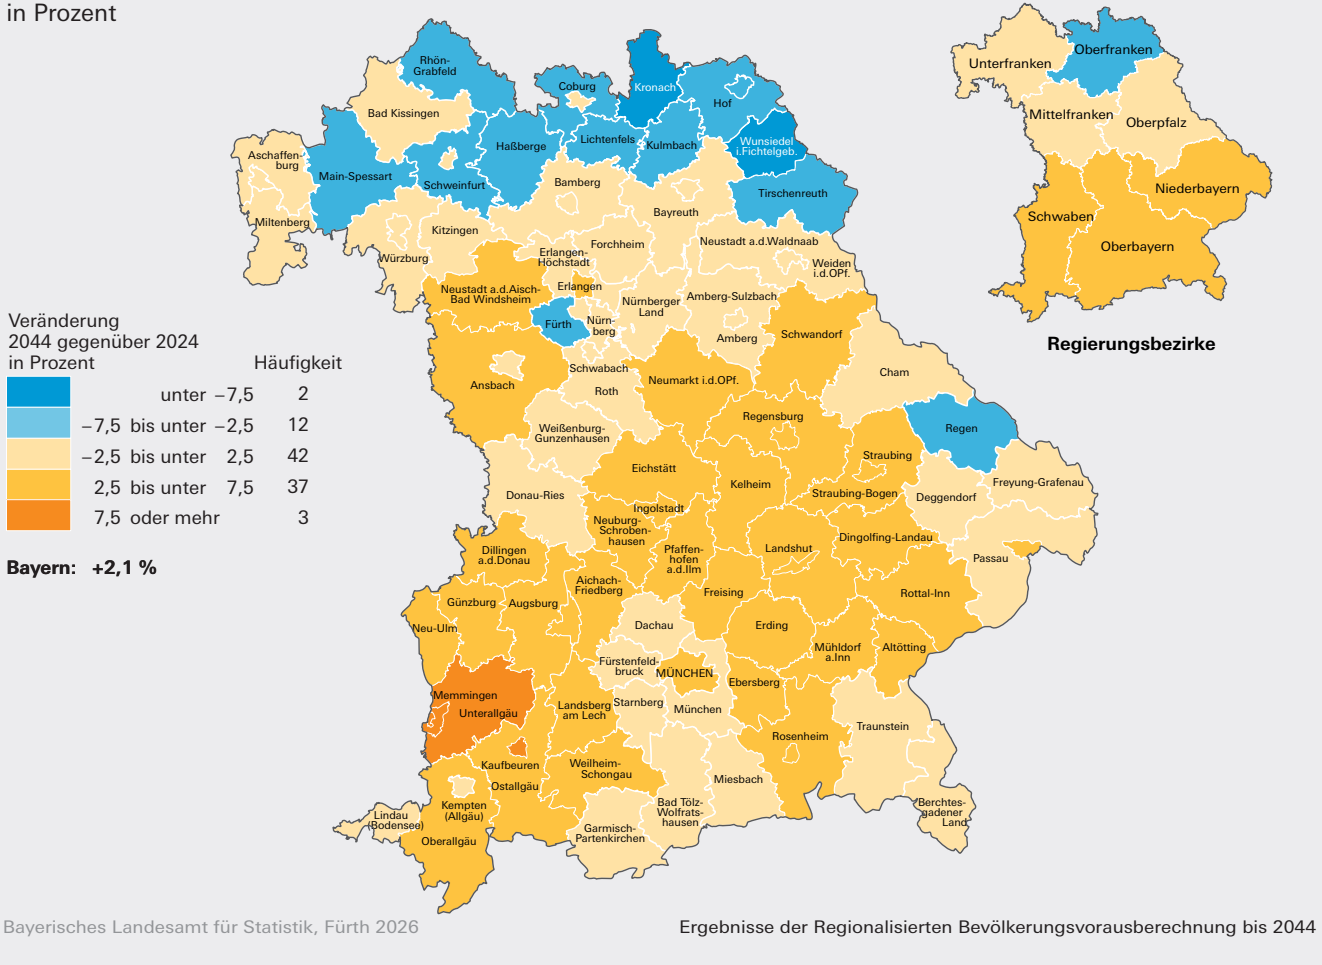 in Prozent
Rhön-
Grabfeld
Coburg
Kronach
Hof
Bad Kissingen
Lichtenfels
Kulmbach
Wunsiedel
i.Fichtelgeb.
Haßberge
Aschaffen-
burg
Main-Spessart
Schweinfurt
Bamberg
Tirschenreuth
Bayreuth
Miltenberg
Kitzingen
Würzburg
Forchheim
Neustadt a.d.Waldnaab
Erlangen-
Höchstadt
Weiden
i.d.OPf.
Neustadt a.d.Aisch-
Bad Windsheim
Erlangen
Nürnberger
Land
Amberg-Sulzbach
Fürth
Nürn-
berg
Amberg
Schwandorf
Schwabach
Roth
Neumarkt i.d.OPf.
Ansbach
Cham
Weißenburg-
Gunzenhausen
Regensburg
Regen
Straubing
Eichstätt
Kelheim
Straubing-Bogen
Deggendorf
Freyung-Grafenau
Donau-Ries
Ingolstadt
Neuburg-
Schroben-
hausen
Pfaffen-
hofen
a.d.Ilm
Landshut
Dingolfing-Landau
Passau
Dillingen
a.d.Donau
Aichach-
Friedberg
Freising
Rottal-Inn
Günzburg
Augsburg
Neu-Ulm
Dachau
Erding
Mühldorf
a.Inn
Altötting
Fürstenfeld-
bruck
MÜNCHEN
Ebersberg
Memmingen
Unterallgäu
Landsberg
am Lech
Starnberg
München
Traunstein
Rosenheim
Kaufbeuren
Ostallgäu
Weilheim-
Schongau
Miesbach
Kempten
(Allgäu)
Bad Tölz-
Wolfrats-
hausen
Berchtes-
gadener
Land
Lindau
(Bodensee)
Oberallgäu
Garmisch-
Partenkirchen
Unterfranken
Oberfranken
Mittelfranken
Oberpfalz
Niederbayern
Schwaben
Oberbayern
Regierungsbezirke
Veränderung
2044 gegenüber 2024
in Prozent Häufigkeit
unter −7,5 2
−7,5 bis unter −2,5 12
−2,5 bis unter 2,5 42
2,5 bis unter 7,5 37
7,5 oder mehr 3
Bayern: +2,1 %
Bayerisches Landesamt für Statistik, Fürth 2026
Ergebnisse der Regionalisierten Bevölkerungsvorausberechnung bis 2044